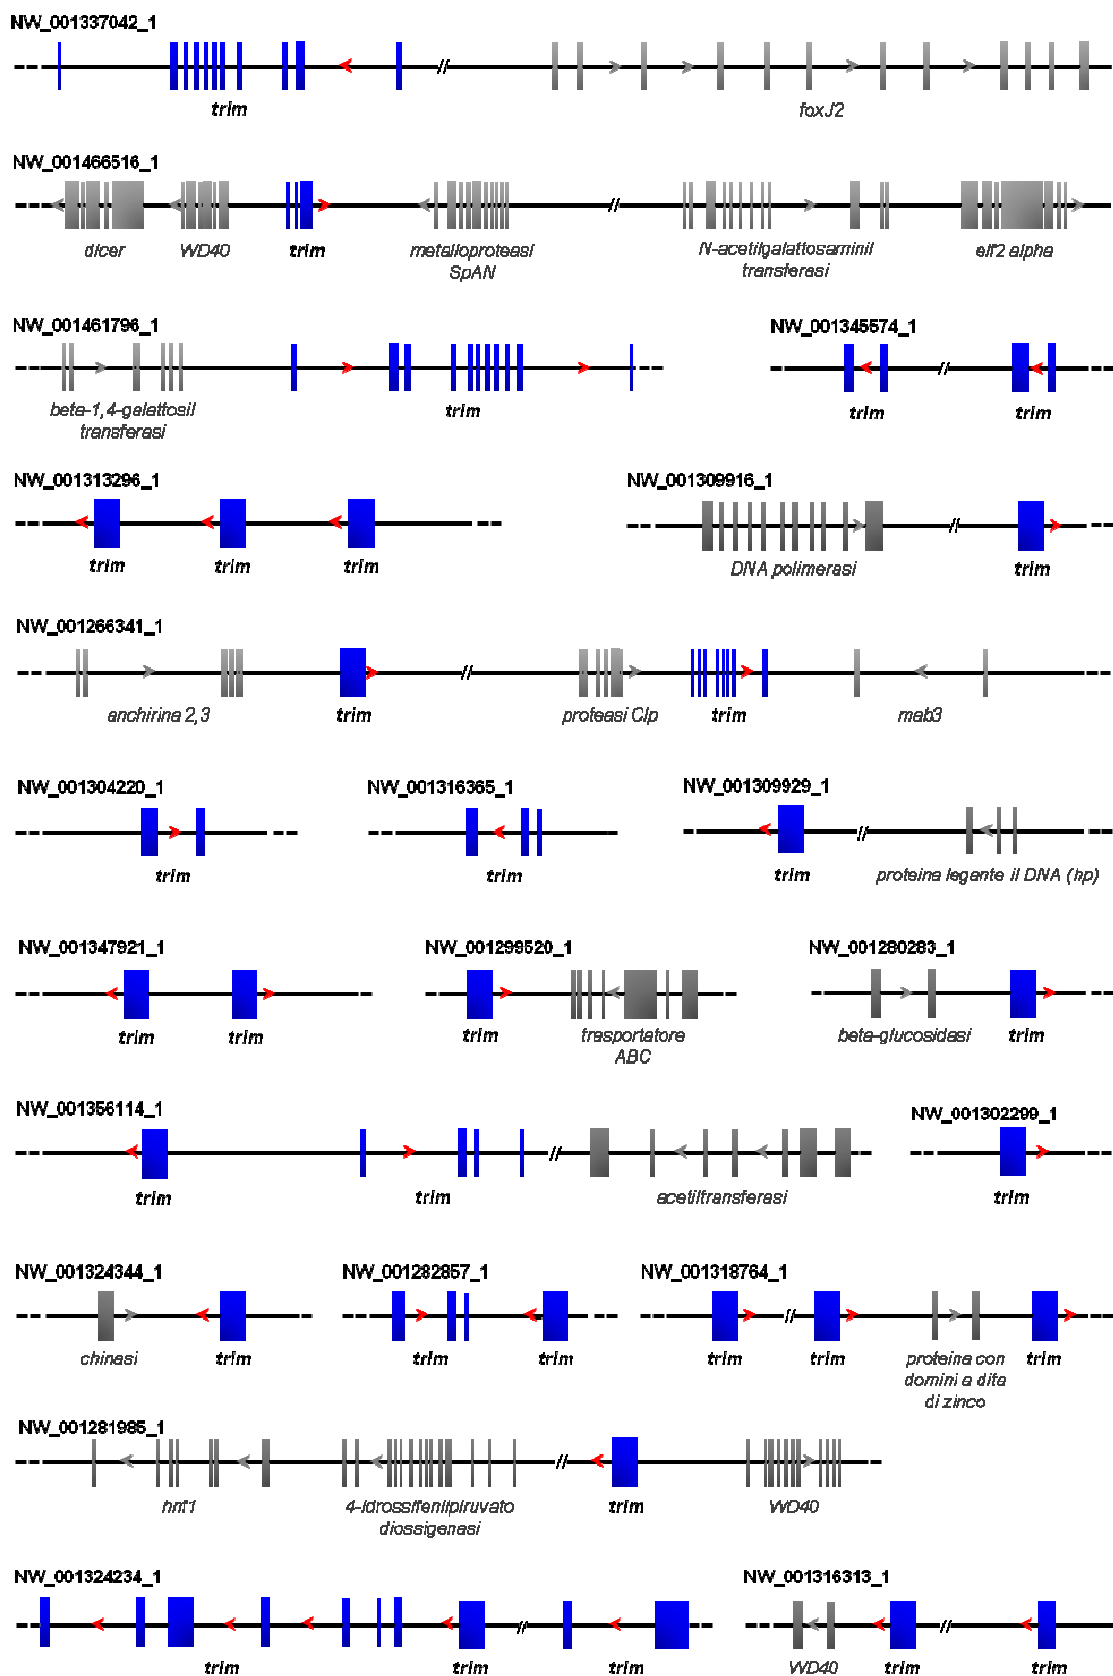 NW_001337042_1
trim foxJ2
NW_001466516_1
dicer WD40 trim metalloproteasi N-acetilgalattosaminil eif2 alpha
SpAN transferasi
NW_001461796_1 NW_001345574_1
beta-1,4-galattosil trim trim trim
transferasi
NW_001313296_1 NW_001309916_1
trim trim trim DNA polimerasi trim
NW_001266341_1
anchirina 2,3 trim proteasi Clp trim mab3
NW_001304220_1 NW_001316365_1 NW_001309929_1
trim trim trim proteina legante il DNA (hp)
NW_001347921_1 NW_001299520_1 NW_001280283_1
trim trim trim trasportatore beta-glucosidasi trim
ABC
NW_001356114_1 NW_001302299_1
trim trim acetiltransferasi trim
NW_001324344_1 NW_001282857_1 NW_001318764_1
chinasi trim trim trim trim trim proteina con trim
domini a dita
di zinco
NW_001281985_1
hnf1 4-idrossifenilpiruvato trim WD40
diossigenasi
NW_001324234_1 NW_001316313_1
trim trim trim WD40 trim trim